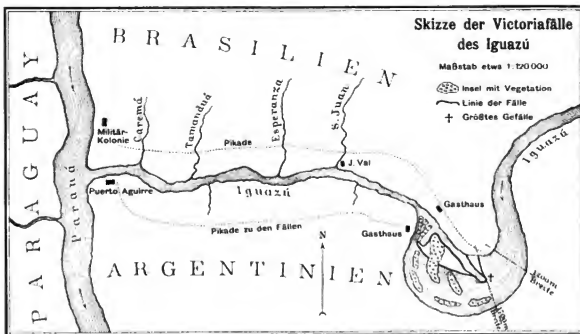 Skizze der Victoriafälle
des Iguazú
Maßstab etwa 1:120000
Insel mit Vegetation
Linie der Fälle
Größtes Gefälle
BRASILIEN
PARAGUAY
ARGENTINIEN
Paraná
Militär-
Kolonie
Caremá
Tamanduá
Esperanza
S. Juan
Pikade
J. Val
Puerto Aguirre
Iguazú
Iguazú
Gasthaus
Gasthaus
Pikade zu den Fällen
N
Breite